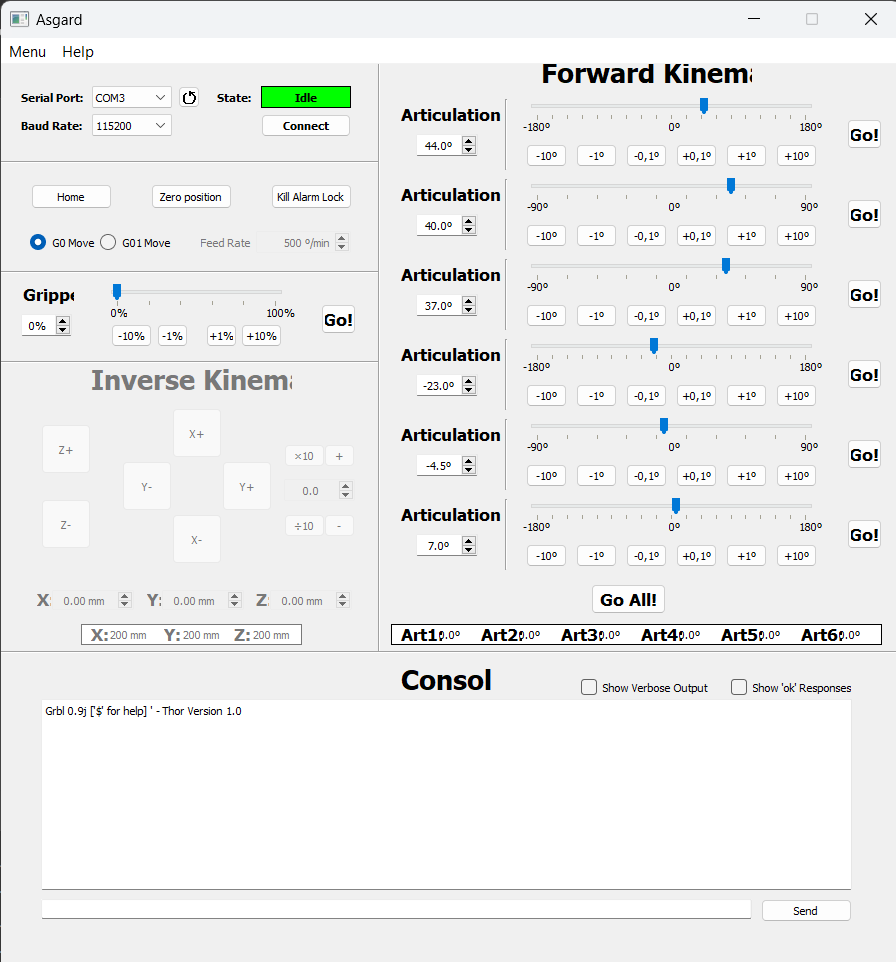 Asgard
Menu Help
Serial Port: COM3 State: Idle
Baud Rate: 115200 Connect
Home Zero position Kill Alarm Lock
G0 Move G01 Move Feed Rate 500 º/min
Grippe
0% 100%
0% -10% -1% +1% +10% Go!
Inverse Kinema
Z+ X+ ×10 +
Y- Y+ 0.0
Z- X- ÷10 -
X: 0.00 mm Y: 0.00 mm Z: 0.00 mm
X: 200 mm Y: 200 mm Z: 200 mm
Forward Kinema
Articulation
-180º 0º 180º Go!
44.0º -10º -1º -0,1º +0,1º +1º +10º
Articulation
-90º 0º 90º Go!
40.0º -10º -1º -0,1º +0,1º +1º +10º
Articulation
-90º 0º 90º Go!
37.0º -10º -1º -0,1º +0,1º +1º +10º
Articulation
-180º 0º 180º Go!
-23.0º -10º -1º -0,1º +0,1º +1º +10º
Articulation
-90º 0º 90º Go!
-4.5º -10º -1º -0,1º +0,1º +1º +10º
Articulation
-180º 0º 180º Go!
7.0º -10º -1º -0,1º +0,1º +1º +10º
Go All!
Art1: 0.0º Art2: 0.0º Art3: 0.0º Art4: 0.0º Art5: 0.0º Art6: 0.0º
Consol
Show Verbose Output Show 'ok' Responses
Grbl 0.9j ['$' for help] ' - Thor Version 1.0
Send